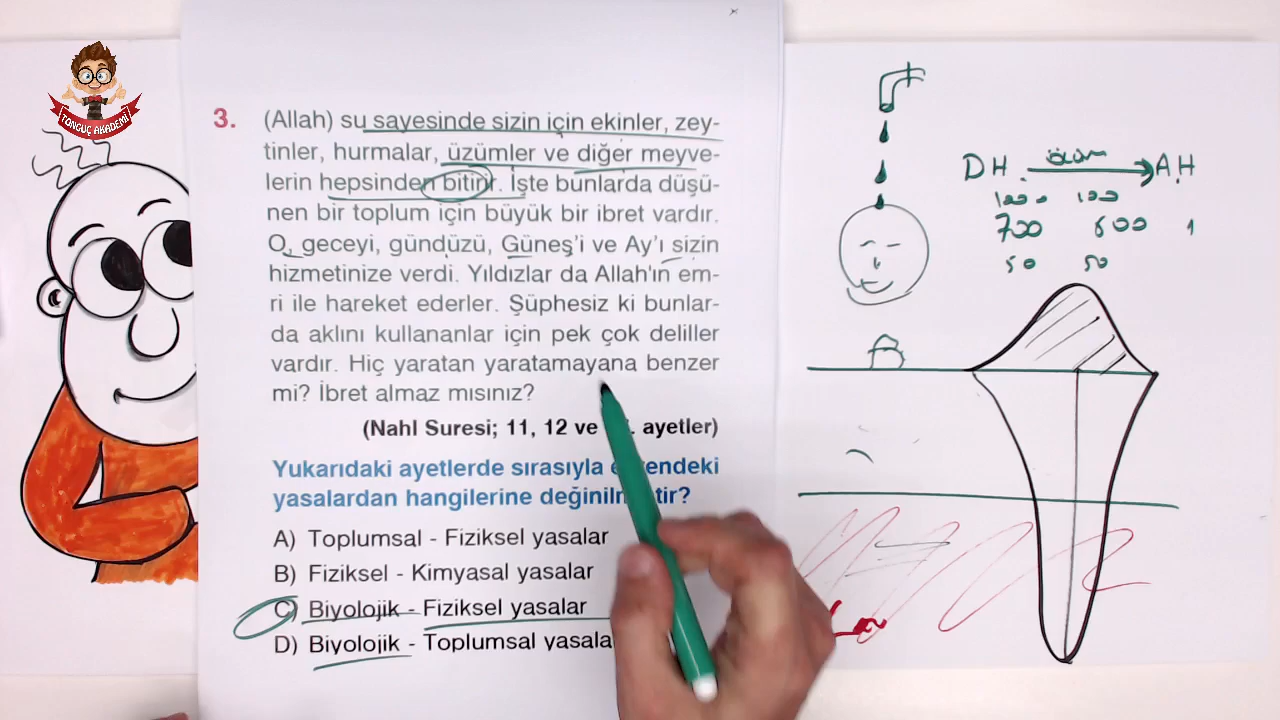 TONGUÇ AKADEMİ
3. (Allah) su sayesinde sizin için ekinler, zey-
tinler, hurmalar, üzümler ve diğer meyve-
lerin hepsinden bitirir. İşte bunlarda düşü-
nen bir toplum için büyük bir ibret vardır.
O, geceyi, gündüzü, Güneş'i ve Ay'ı sizin
hizmetinize verdi. Yıldızlar da Allah'ın em-
ri ile hareket ederler. Şüphesiz ki bunlar-
da aklını kullananlar için pek çok deliller
vardır. Hiç yaratan yaratamayana benzer
mi? İbret almaz mısınız?
(Nahl Suresi; 11, 12 ve . ayetler)
Yukarıdaki ayetlerde sırasıyla
yasalardan hangilerine
A) Toplumsal - Fiziksel yasalar
B) Fiziksel - Kimyasal yasalar
C) Biyolojik - Fiziksel yasalar
D) Biyolojik - Toplumsal
DH. ölüm AH
100
700 600 1
50 50